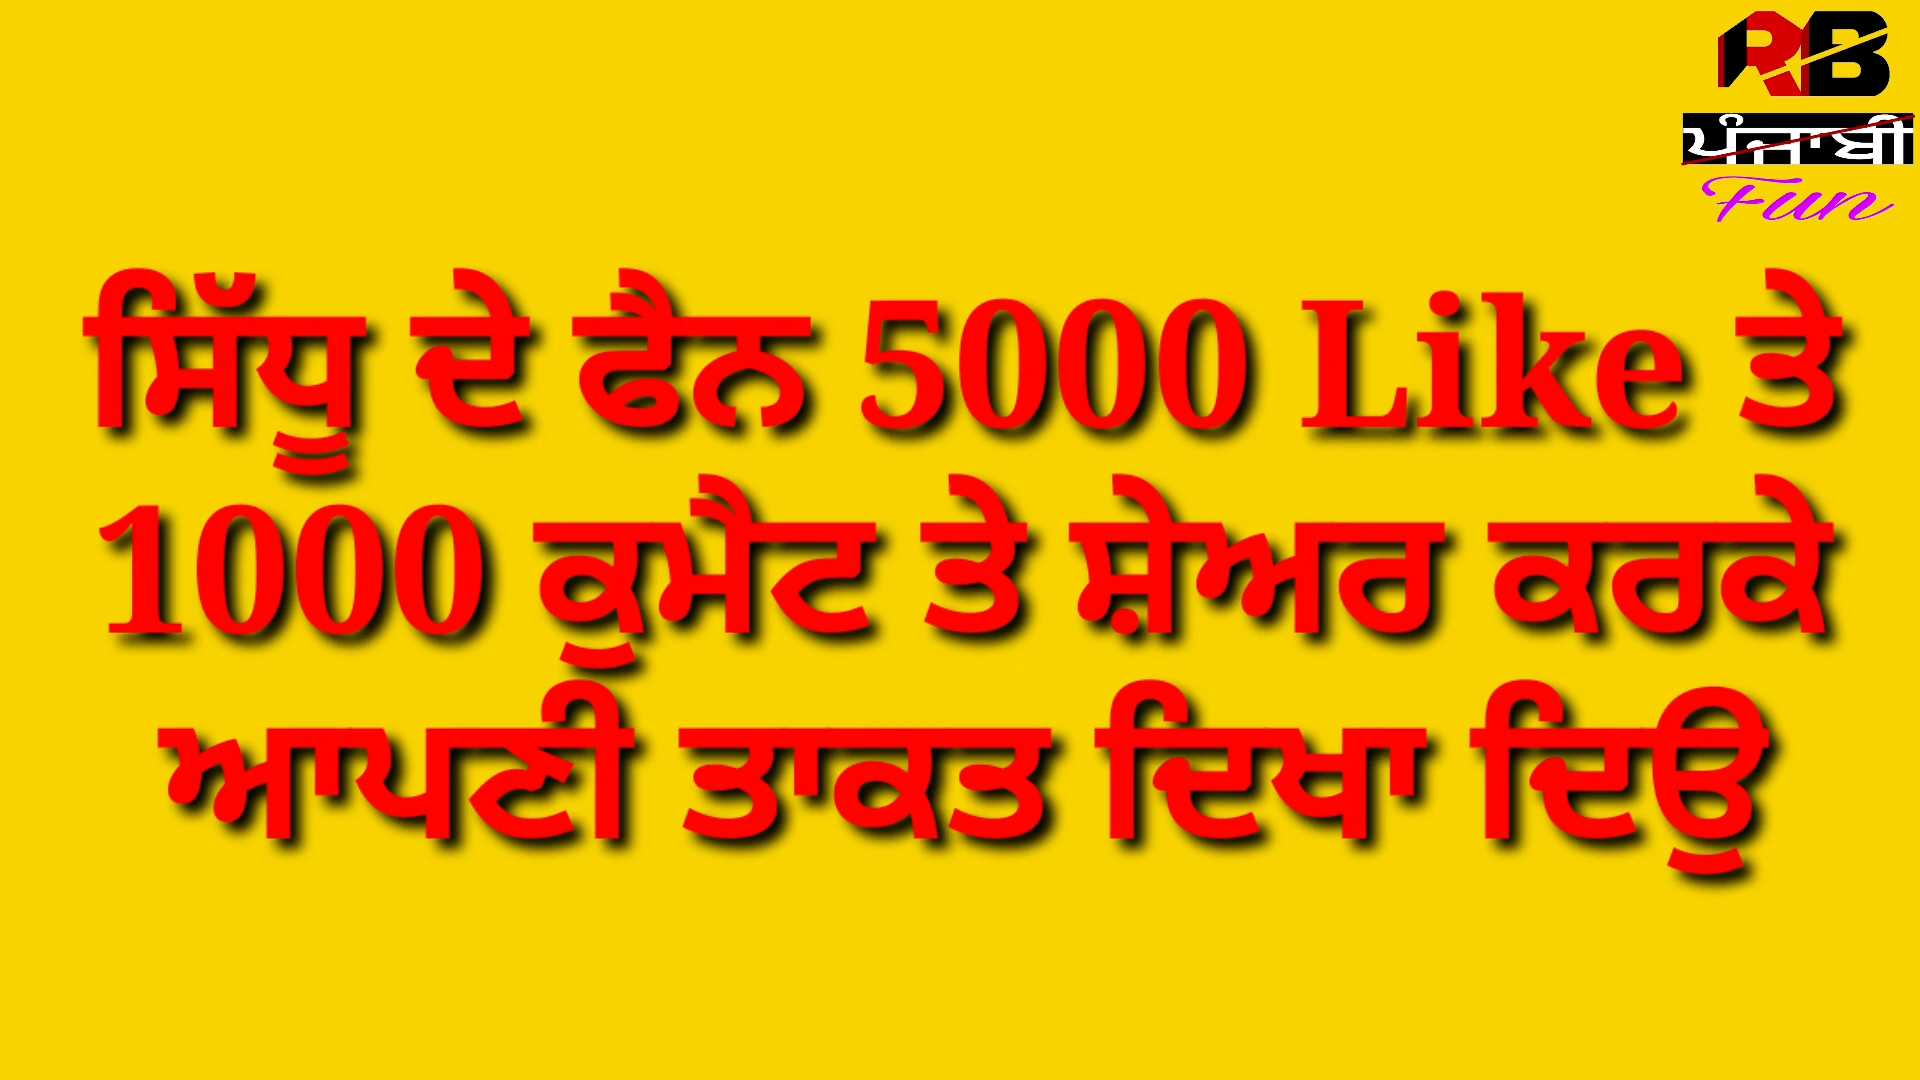 RB
ਪੰਜਾਬੀ
Fun
ਸਿੱਧੂ ਦੇ ਫੈਨ 5000 Like ਤੇ
1000 ਕੁਮੈਟ ਤੇ ਸ਼ੇਅਰ ਕਰਕੇ
ਆਪਣੀ ਤਾਕਤ ਦਿਖਾ ਦਿਉ